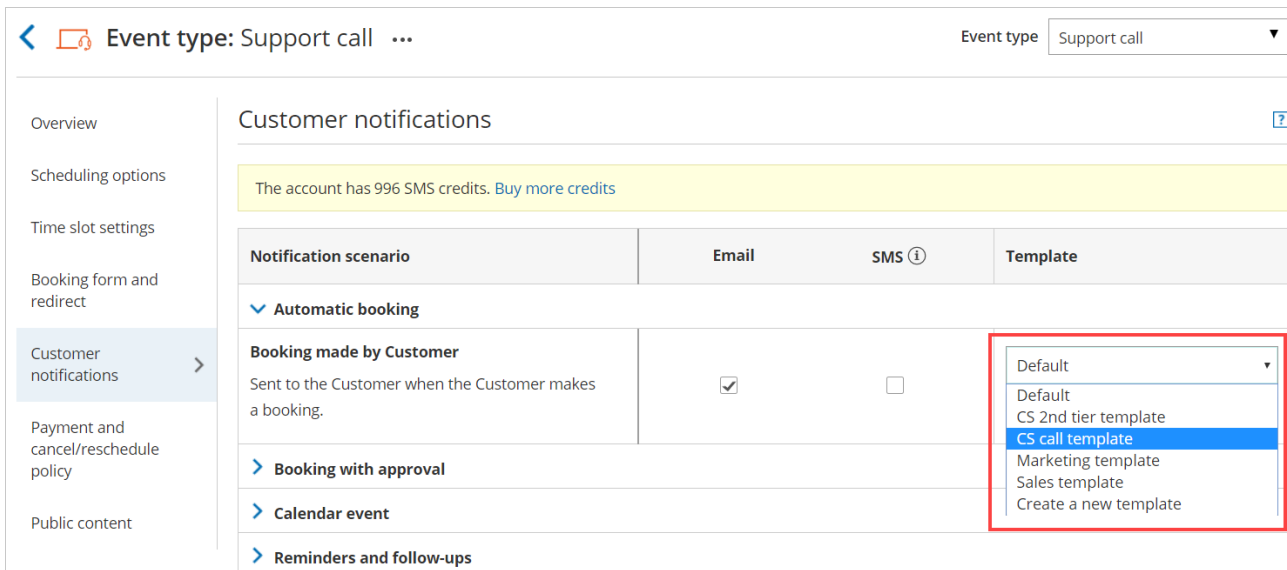 Event type: Support call ...
Event type
Support call
Overview
Scheduling options
Time slot settings
Booking form and
redirect
Customer
notifications
Payment and
cancel/reschedule
policy
Public content
Customer notifications
?
The account has 996 SMS credits. Buy more credits
Notification scenario
Email
SMS i
Template
Automatic booking
Booking made by Customer
Sent to the Customer when the Customer makes
a booking.
Default
Default
CS 2nd tier template
CS call template
Marketing template
Sales template
Create a new template
Booking with approval
Calendar event
Reminders and follow-ups